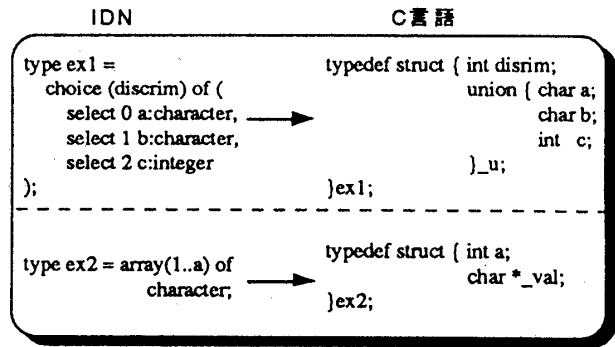 IDN
C言語
type ex1 =
choice (discrim) of (
select 0 a:character,
select 1 b:character,
select 2 c:integer
);
typedef struct { int disrim;
union { char a;
char b;
int c;
}_u;
}ex1;
type ex2 = array(1..a) of
character;
typedef struct { int a;
char *_val;
}ex2;